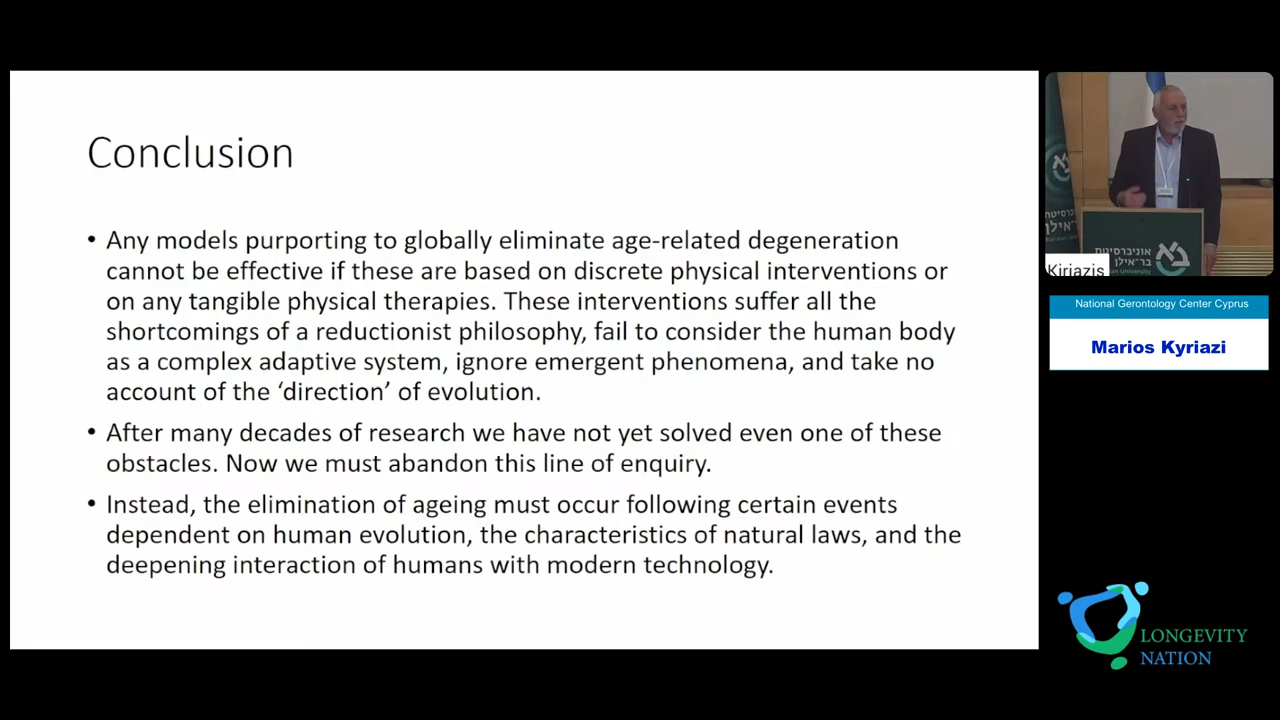 Conclusion
• Any models purporting to globally eliminate age-related degeneration
cannot be effective if these are based on discrete physical interventions or
on any tangible physical therapies. These interventions suffer all the
shortcomings of a reductionist philosophy, fail to consider the human body
as a complex adaptive system, ignore emergent phenomena, and take no
account of the ‘direction’ of evolution.
• After many decades of research we have not yet solved even one of these
obstacles. Now we must abandon this line of enquiry.
• Instead, the elimination of ageing must occur following certain events
dependent on human evolution, the characteristics of natural laws, and the
deepening interaction of humans with modern technology.
אוניברסיטת
בר-אילן
University
Kiriazis
National Gerontology Center Cyprus
Marios Kyriazi
LONGEVITY
NATION